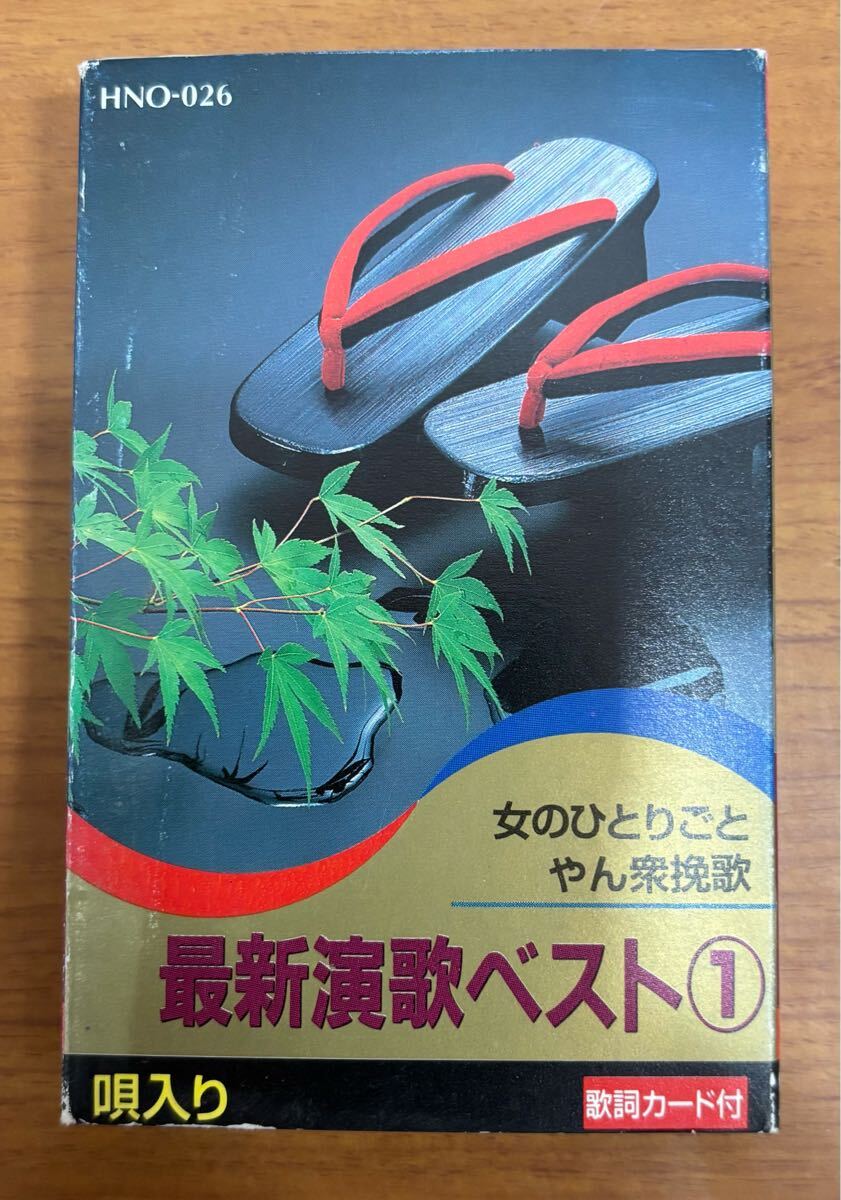 HNO-026
女のひとりごと
やん衆挽歌
最新演歌ベスト①
唄入り
歌詞カード付